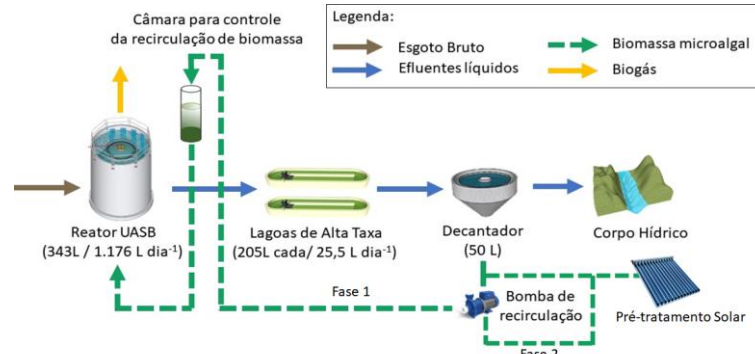 Câmara para controle
da recirculação de biomassa
Legenda:
Esgoto Bruto
Efluentes líquidos
Biomassa microalgal
Biogás
Reator UASB
(343L / 1.176 L dia⁻¹)
Lagoas de Alta Taxa
(205L cada/ 25,5 L dia⁻¹)
Decantador
(50 L)
Corpo Hídrico
Fase 1
Bomba de
recirculação
Pré-tratamento Solar
Fase 2